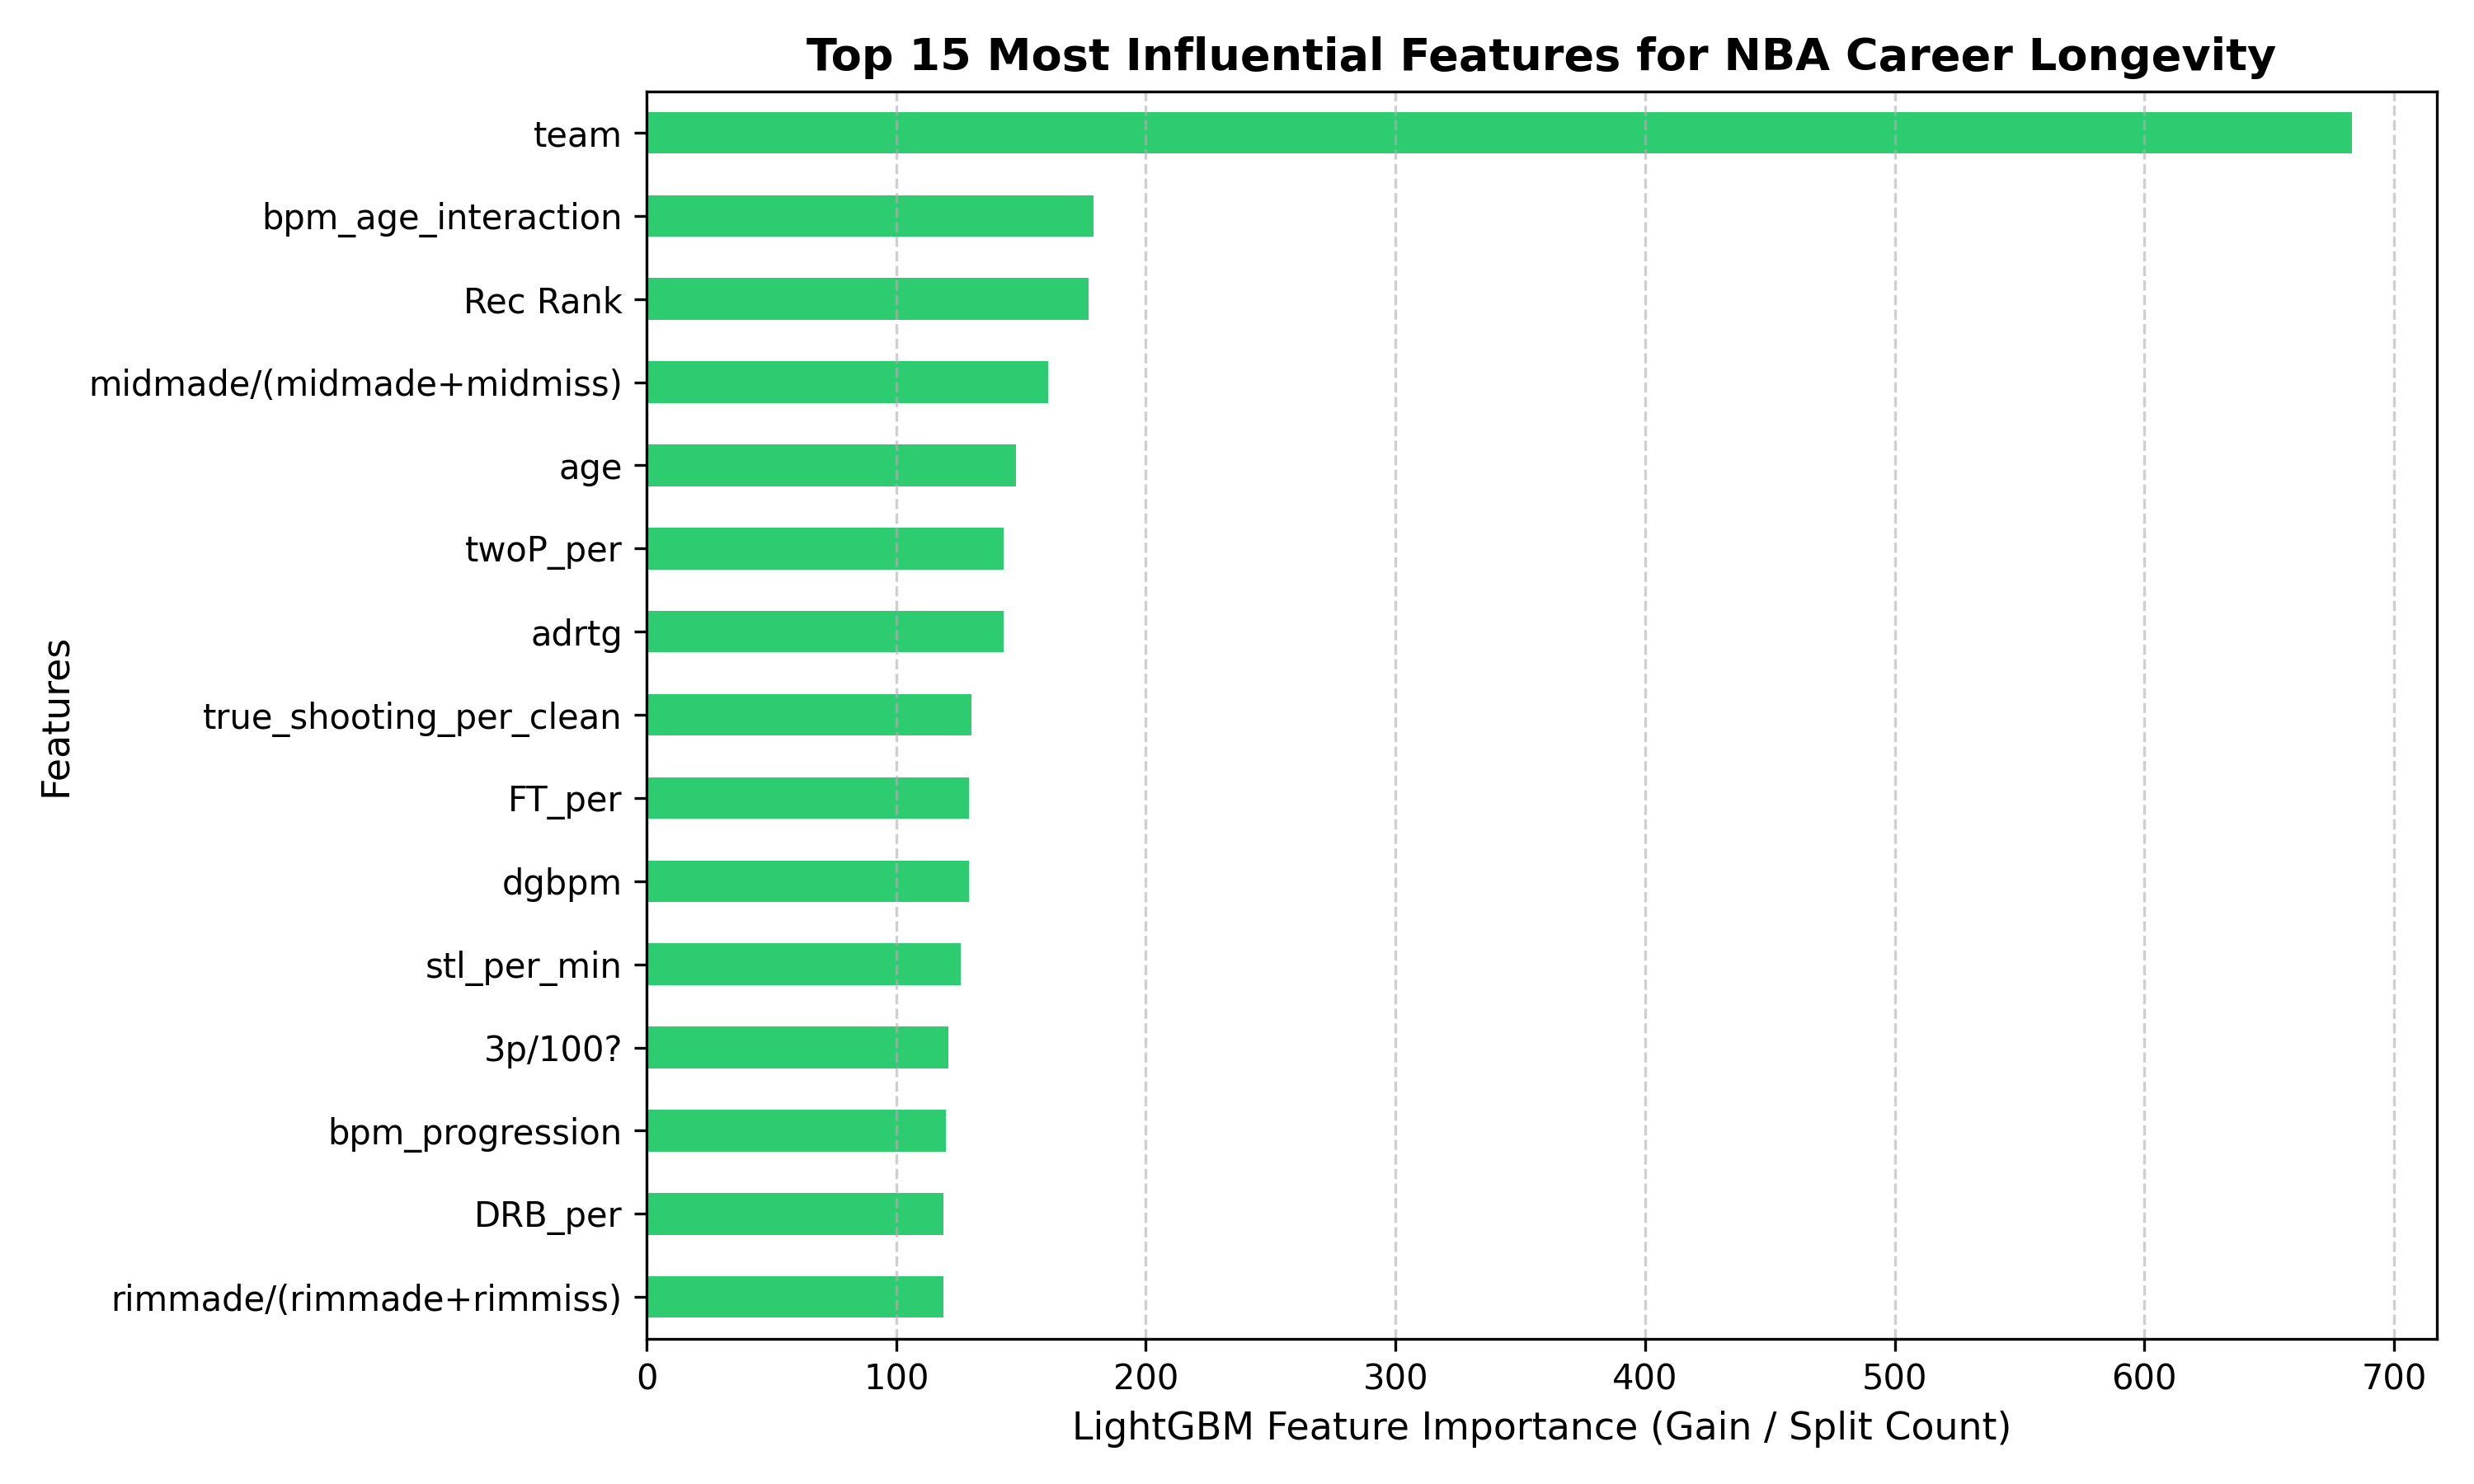 Top 15 Most Influential Features for NBA Career Longevity
team
bpm_age_interaction
Rec Rank
midmade/(midmade+midmiss)
age
twoP_per
adrtg
true_shooting_per_clean
FT_per
dgbpm
stl_per_min
3p/100?
bpm_progression
DRB_per
rimmade/(rimmade+rimmiss)
Features
0 100 200 300 400 500 600 700
LightGBM Feature Importance (Gain / Split Count)